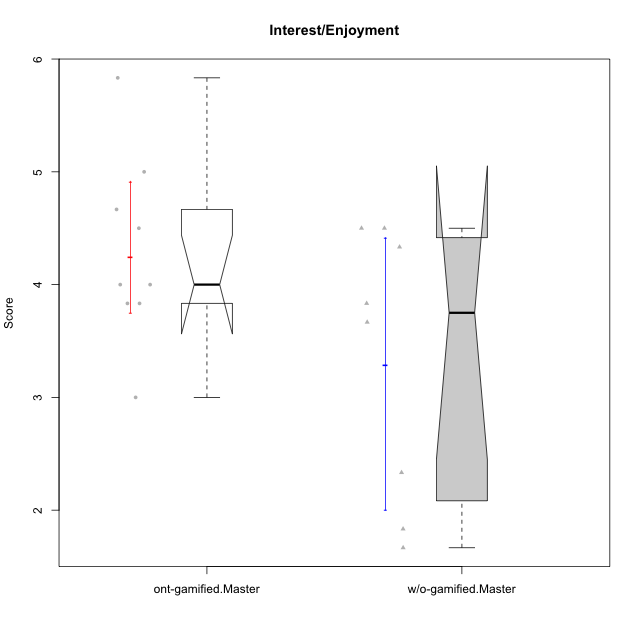 Interest/Enjoyment
6
5
4
3
2
Score
ont-gamified.Master
w/o-gamified.Master